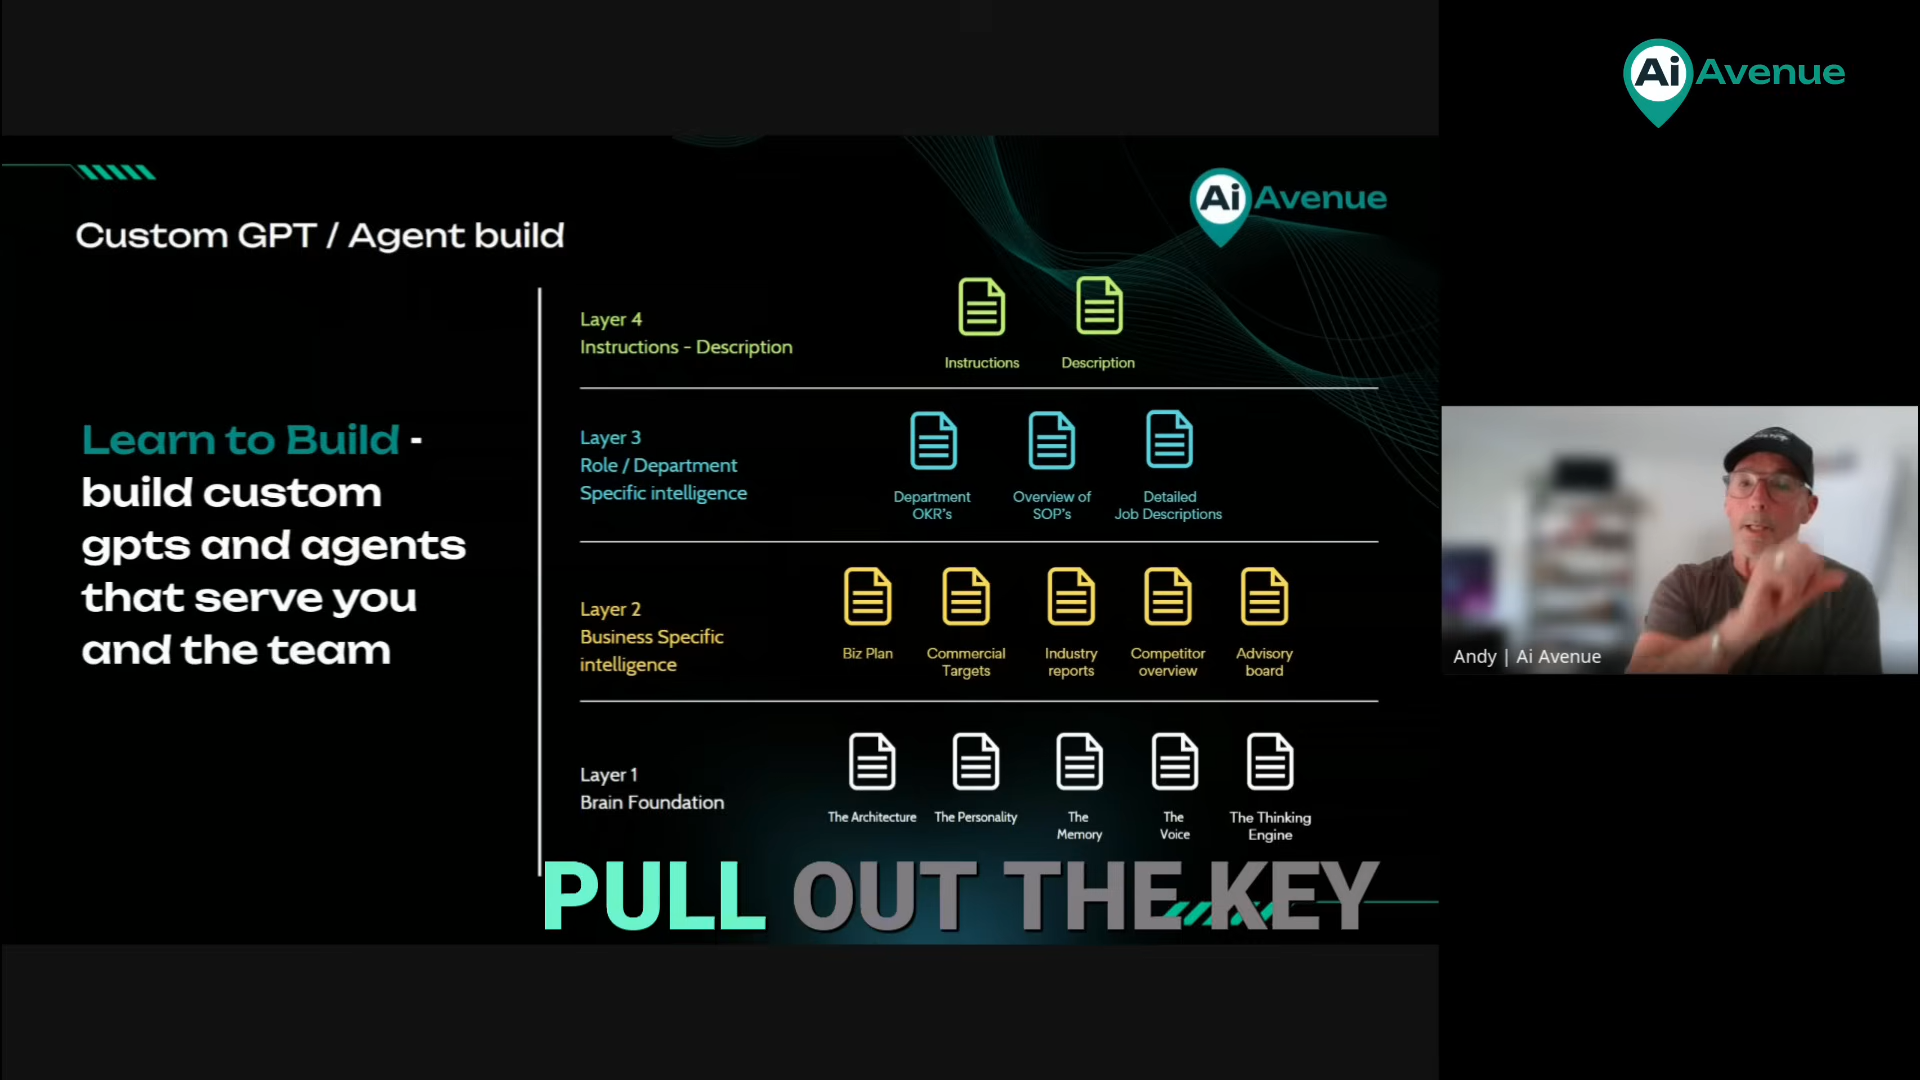 Ai Avenue
Ai Avenue
Custom GPT / Agent build
Learn to Build -
build custom
gpts and agents
that serve you
and the team
Layer 4
Instructions - Description
Instructions
Description
Layer 3
Role / Department
Specific intelligence
Department
OKR's
Overview of
SOP's
Detailed
Job Descriptions
Layer 2
Business Specific
intelligence
Biz Plan
Commercial
Targets
Industry
reports
Competitor
overview
Advisory
board
Layer 1
Brain Foundation
The Architecture
The Personality
The
Memory
The
Voice
The Thinking
Engine
PULL OUT THE KEY
Andy | Ai Avenue